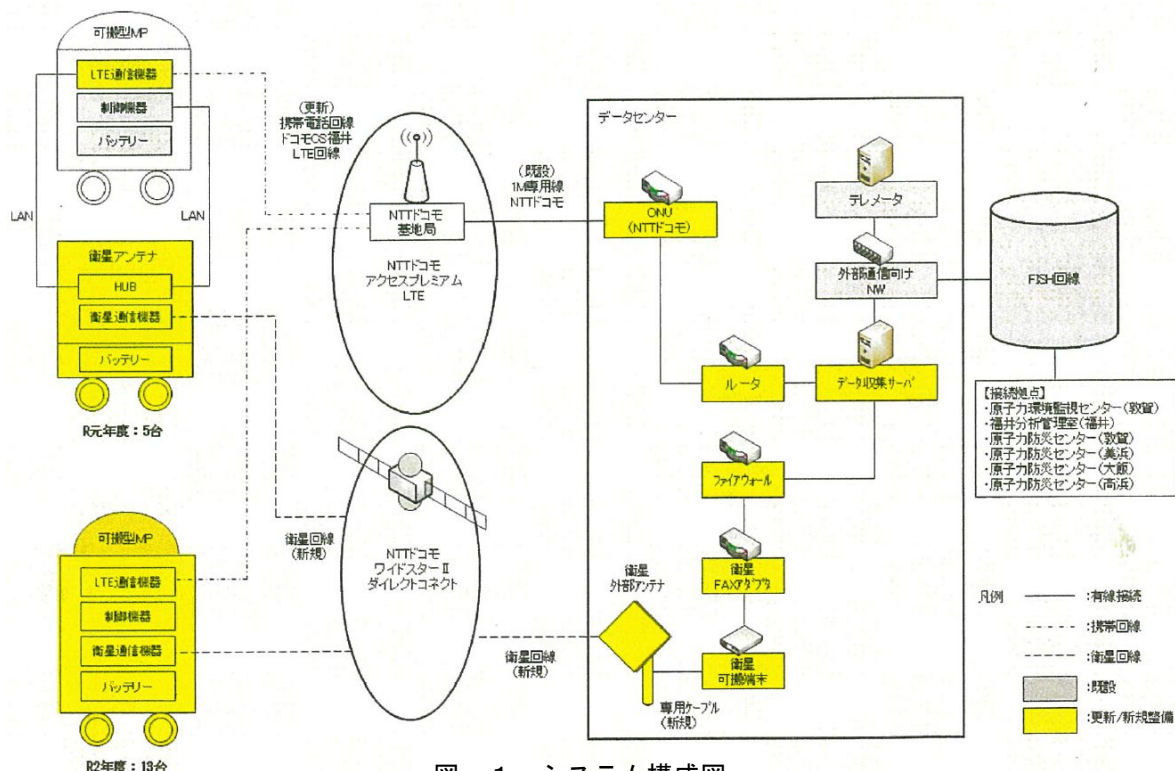 可搬型MP
LTE通信機器
制御機器
バッテリー
LAN
LAN
衛星アンテナ
HUB
衛星通信機器
バッテリー
R元年度:5台
可搬型MP
LTE通信機器
制御機器
衛星通信機器
バッテリー
R2年度:13台
(更新)
携帯電話回線
ドコモCS福井
LTE回線
NTTドコモ
基地局
NTTドコモ
アクセスプレミアム
LTE
(既設)
1M専用線
NTTドコモ
衛星回線
(新規)
NTTドコモ
ワイドスターⅡ
ダイレクトコネクト
衛星回線
(新規)
データセンター
ONU
(NTTドコモ)
テレメータ
外部通信向け
NW
ルータ
データ収集サーバ
ファイアウォール
衛星
FAXアダプタ
衛星
外部アンテナ
衛星
可搬端末
専用ケーブル
(新規)
FISH回線
【接続拠点】
・原子力環境監視センター(敦賀)
・福井分析管理室(福井)
・原子力防災センター(敦賀)
・原子力防災センター(美浜)
・原子力防災センター(大飯)
・原子力防災センター(高浜)
凡例
:有線接続
:携帯回線
:衛星回線
:既設
:更新/新規整備
図-1 システム構成図